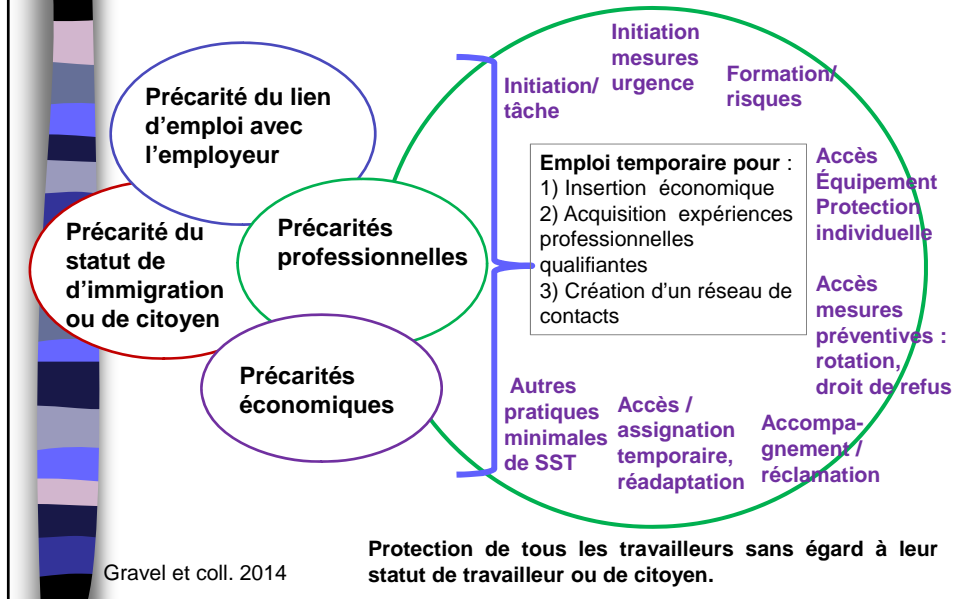 Précarité du lien
d'emploi avec
l'employeur
Précarité du
statut de
d'immigration
ou de citoyen
Précarités
professionnelles
Précarités
économiques
Initiation/
tâche
Initiation
mesures
urgence
Formation/
risques
Emploi temporaire pour :
1) Insertion économique
2) Acquisition expériences
professionnelles
qualifiantes
3) Création d'un réseau de
contacts
Accès
Équipement
Protection
individuelle
Accès
mesures
préventives :
rotation,
droit de refus
Autres
pratiques
minimales
de SST
Accès /
assignation
temporaire,
réadaptation
Accompa-
gnement /
réclamation
Gravel et coll. 2014
Protection de tous les travailleurs sans égard à leur
statut de travailleur ou de citoyen.